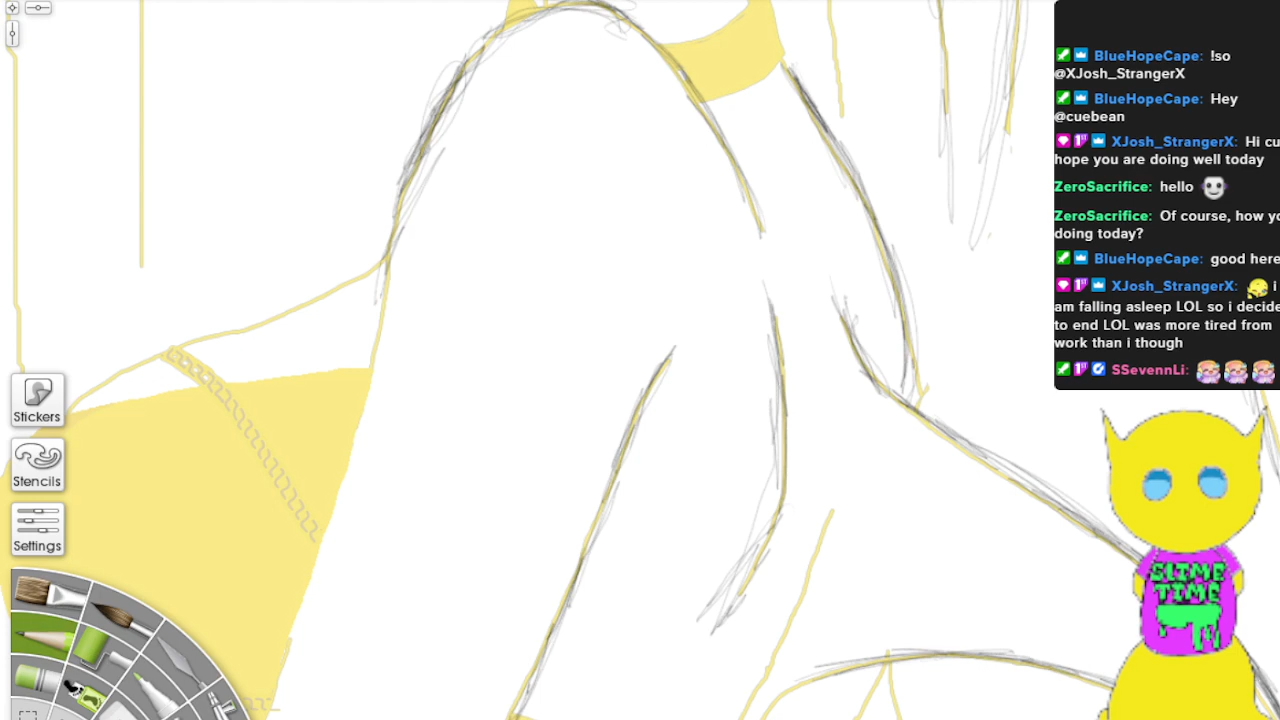 BlueHopeCape: !so
@XJosh_StrangerX
BlueHopeCape: Hey
@cuebean
XJosh_StrangerX: Hi cu
hope you are doing well today
ZeroSacrifice: hello
ZeroSacrifice: Of course, how yo
doing today?
BlueHopeCape: good here
XJosh_StrangerX: i
am falling asleep LOL so i decide
to end LOL was more tired from
work than i though
SSevennLi:
Stickers
Stencils
Settings
SLIME
TIME